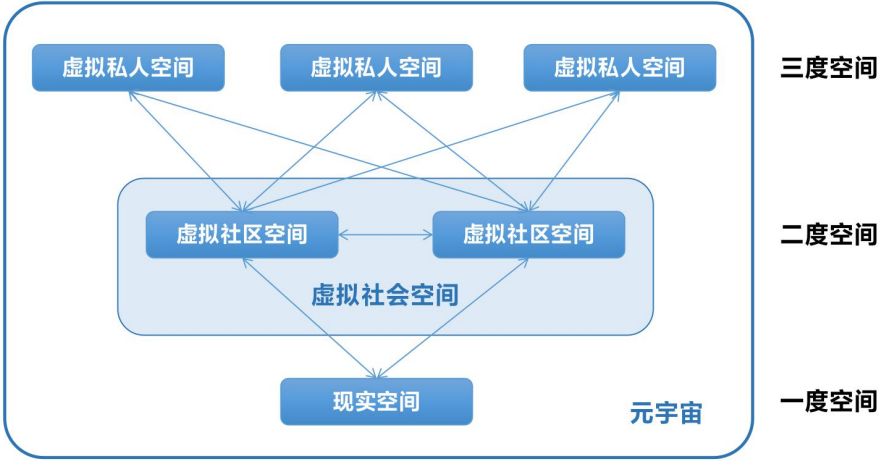 虚拟私人空间 虚拟私人空间 虚拟私人空间 三度空间
虚拟社区空间 虚拟社区空间 二度空间
虚拟社会空间
现实空间 一度空间
元宇宙